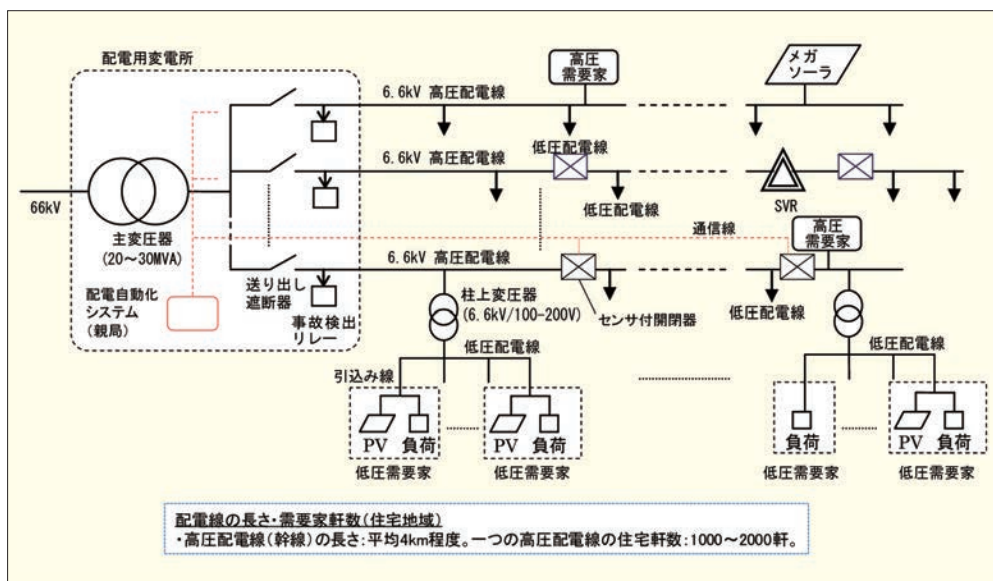 配電用変電所
66kV
主変圧器
(20～30MVA)
配電自動化
システム
(親局)
送り出し
遮断器
事故検出
リレー
6.6kV 高圧配電線
高圧
需要家
メガ
ソーラ
6.6kV 高圧配電線
低圧配電線
低圧配電線
SVR
通信線
高圧
需要家
6.6kV 高圧配電線
柱上変圧器
(6.6kV/100-200V)
センサ付開閉器
低圧配電線
低圧配電線
低圧配電線
引込み線
PV 負荷
PV 負荷
負荷
PV 負荷
低圧需要家
低圧需要家
低圧需要家
低圧需要家
配電線の長さ・需要家軒数(住宅地域)
・高圧配電線(幹線)の長さ:平均4km程度。一つの高圧配電線の住宅軒数:1000～2000軒。